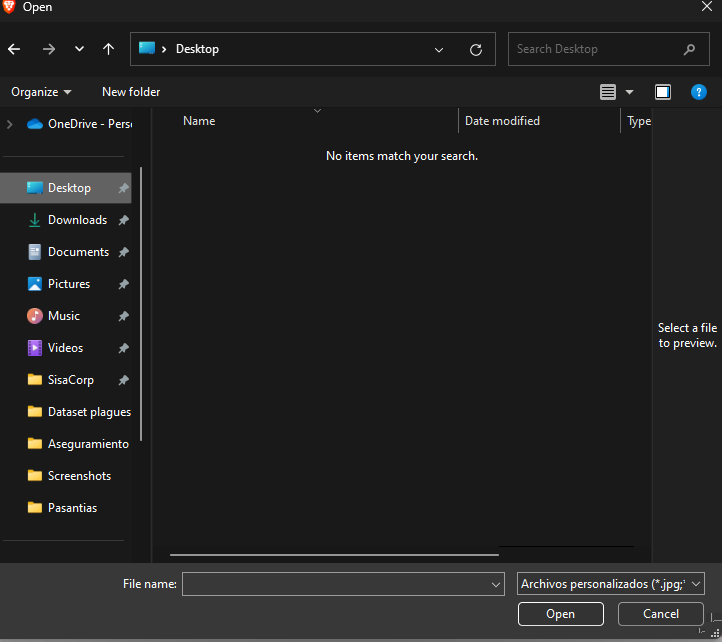 Open
Desktop
Search Desktop
Organize
New folder
OneDrive - Perso
Name
Date modified
Type
No items match your search.
Desktop
Downloads
Documents
Pictures
Music
Videos
SisaCorp
Dataset plagues
Aseguramiento
Screenshots
Pasantias
Select a file
to preview.
File name:
Archivos personalizados (*.jpg;*
Open
Cancel